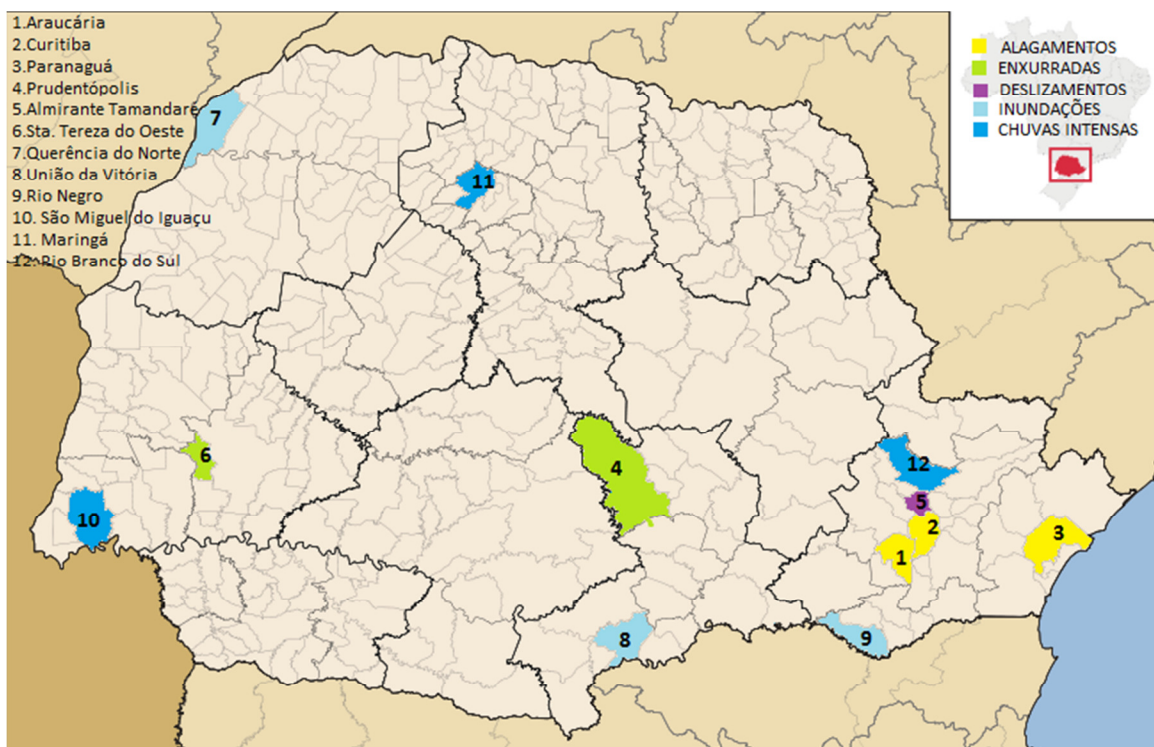 1.Araucária
2.Curitiba
3.Paranaguá
4.Prudentópolis
5.Almirante Tamandaré
6.Sta. Tereza do Oeste
7.Querência do Norte
8.União da Vitória
9.Rio Negro
10. São Miguel do Iguaçu
11. Maringá
12. Rio Branco do Sul
ALAGAMENTOS
ENXURRADAS
DESLIZAMENTOS
INUNDAÇÕES
CHUVAS INTENSAS
7
11
6
4
12
10
5
2
3
1
8
9